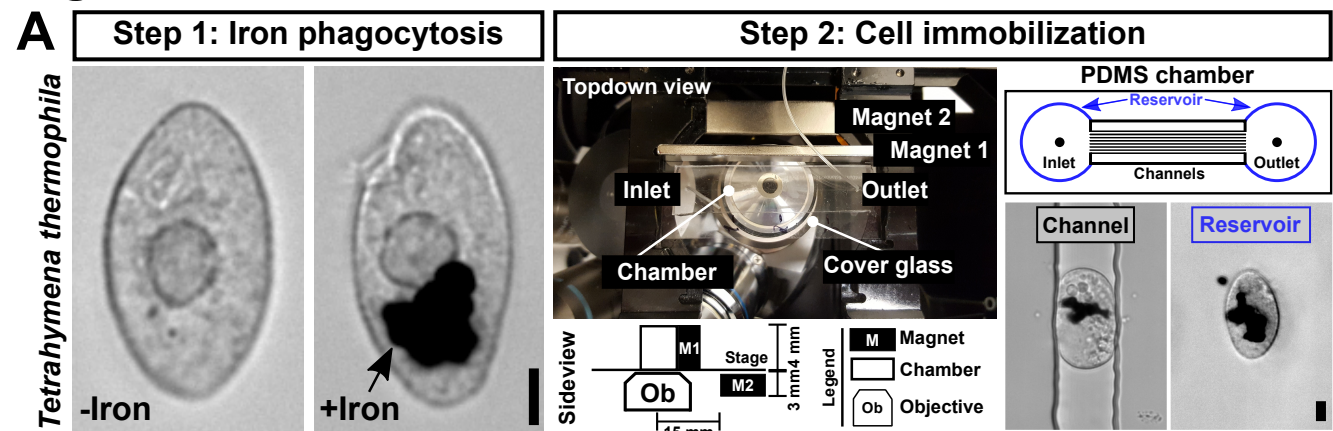 A
Step 1: Iron phagocytosis
Step 2: Cell immobilization
Tetrahymena thermophila
-Iron
+Iron
Topdown view
Magnet 2
Magnet 1
Inlet
Outlet
Chamber
Cover glass
PDMS chamber
Reservoir
Inlet
Outlet
Channels
Channel
Reservoir
Sideview
M1
Stage
M2
Ob
4 mm
3 mm
15 mm
Legend
M Magnet
Chamber
Ob Objective